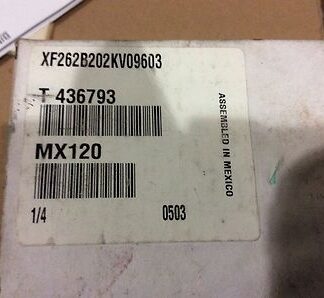 XF262B202KV09603
T 436793
MX120
1/4 0503
ASSEMBLED IN MEXICO